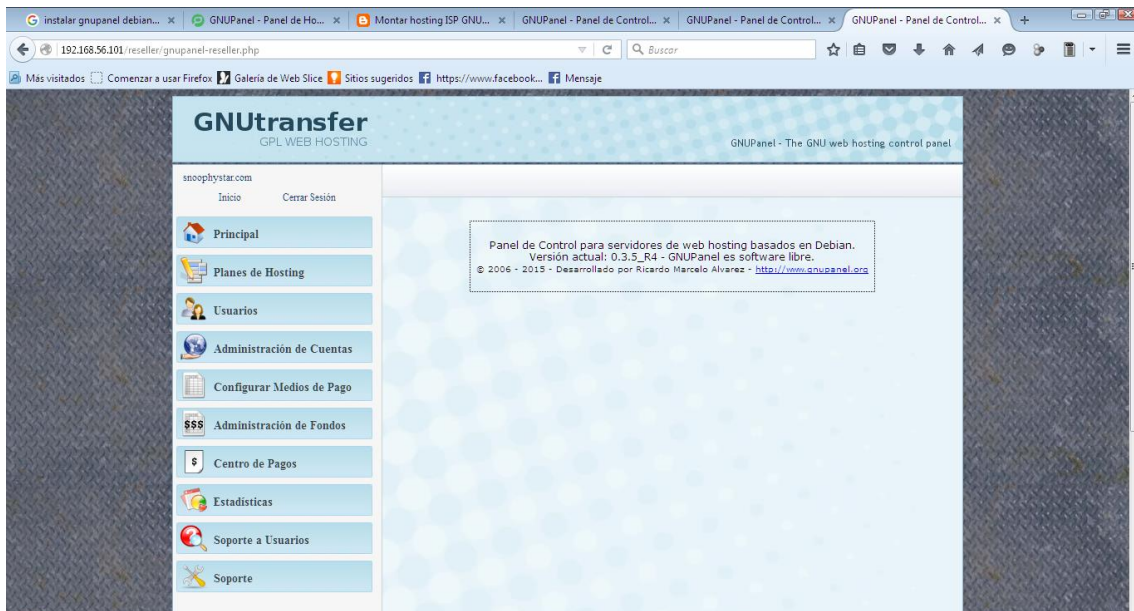 instalar gnupanel debian...
GNUPanel - Panel de Ho...
Montar hosting ISP GNU...
GNUPanel - Panel de Control...
GNUPanel - Panel de Control...
GNUPanel - Panel de Control...
192.168.56.101/reseller/gnupanel-reseller.php
Buscar
Más visitados
Comenzar a usar Firefox
Galería de Web Slice
Sitios sugeridos
https://www.facebook...
Mensaje
GNUtransfer
GPL WEB HOSTING
GNUPanel - The GNU web hosting control panel
snoophystar.com
Inicio Cerrar Sesión
Principal
Planes de Hosting
Usuarios
Administración de Cuentas
Configurar Medios de Pago
$$$ Administración de Fondos
$ Centro de Pagos
Estadísticas
Soporte a Usuarios
Soporte
Panel de Control para servidores de web hosting basados en Debian.
Versión actual: 0.3.5_R4 - GNUPanel es software libre.
© 2006 - 2015 - Desarrollado por Ricardo Marcelo Alvarez - http://www.gnupanel.org